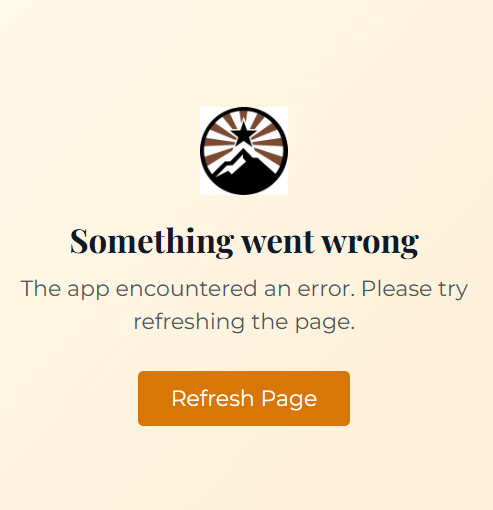 Something went wrong
The app encountered an error. Please try
refreshing the page.
Refresh Page